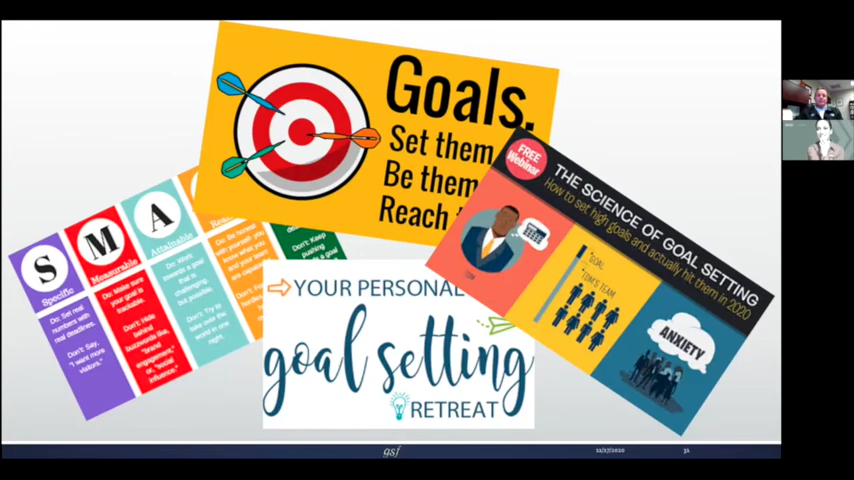 Goals.
Set them
Be them
Reach
FREE
Webinar
THE SCIENCE OF GOAL SETTING
How to set high goals and actually hit them in 2020
"GOAL
"TOM'S TEAM
ANXIETY
S
M
A
Specific
Measurable
Attainable
Do: Set real
numbers with
real deadlines.
Don't: Say,
"I want more
visitors."
Do: Make sure
your goal is
trackable.
Don't: Hide
behind
buzzwords like,
"brand
engagement,"
or, "social
influence."
Do: Work
towards a goal
that is
challenging,
but possible.
Don't: Try to
take over the
world in one
night.
Do: Be honest
with yourself; you
know what you
and your team
are capable
Don't: Keep
pushing
a goal
YOUR PERSONAL
goal setting
RETREAT
gsf
12/17/2020